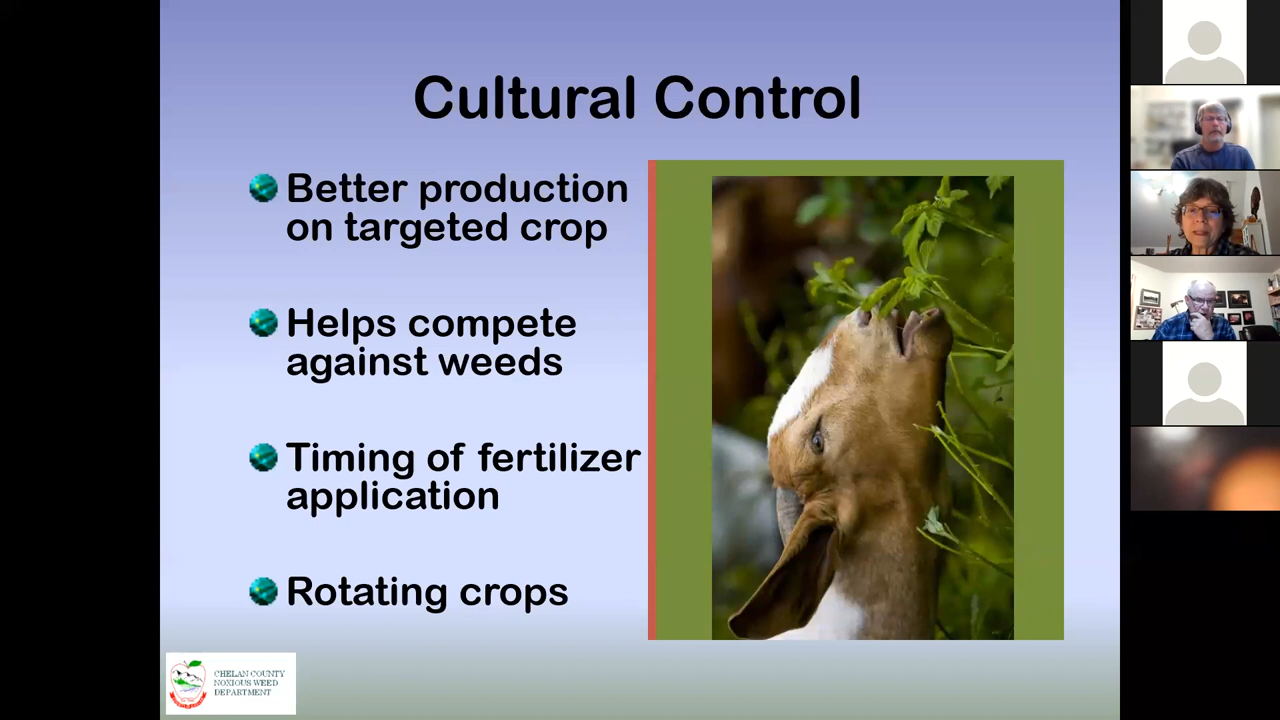 Cultural Control
Better production
on targeted crop
Helps compete
against weeds
Timing of fertilizer
application
Rotating crops
CHELAN COUNTY
NOXIOUS WEED
DEPARTMENT